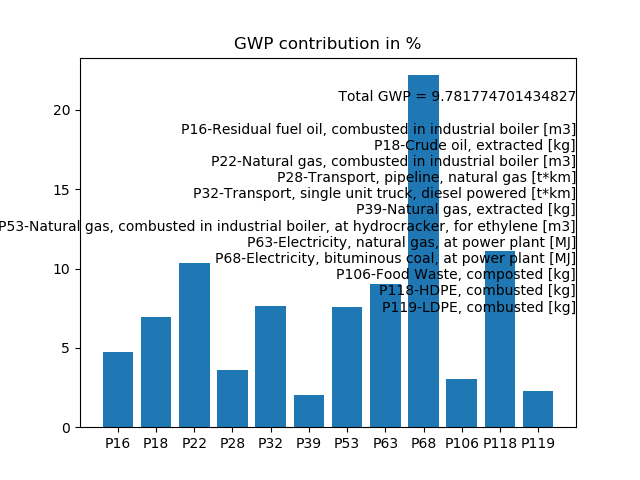 GWP contribution in %
Total GWP = 9.781774701434827
20
P16-Residual fuel oil, combusted in industrial boiler [m3]
P18-Crude oil, extracted [kg]
P22-Natural gas, combusted in industrial boiler [m3]
P28-Transport, pipeline, natural gas [t*km]
15
P32-Transport, single unit truck, diesel powered [t*km]
P39-Natural gas, extracted [kg]
P53-Natural gas, combusted in industrial boiler, at hydrocracker, for ethylene [m3]
P63-Electricity, natural gas, at power plant [MJ]
P68-Electricity, bituminous coal, at power plant [MJ]
10
P106-Food Waste, composted [kg]
P118-HDPE, combusted [kg]
P119-LDPE, combusted [kg]
5
0
P16 P18 P22 P28 P32 P39 P53 P63 P68 P106 P118 P119